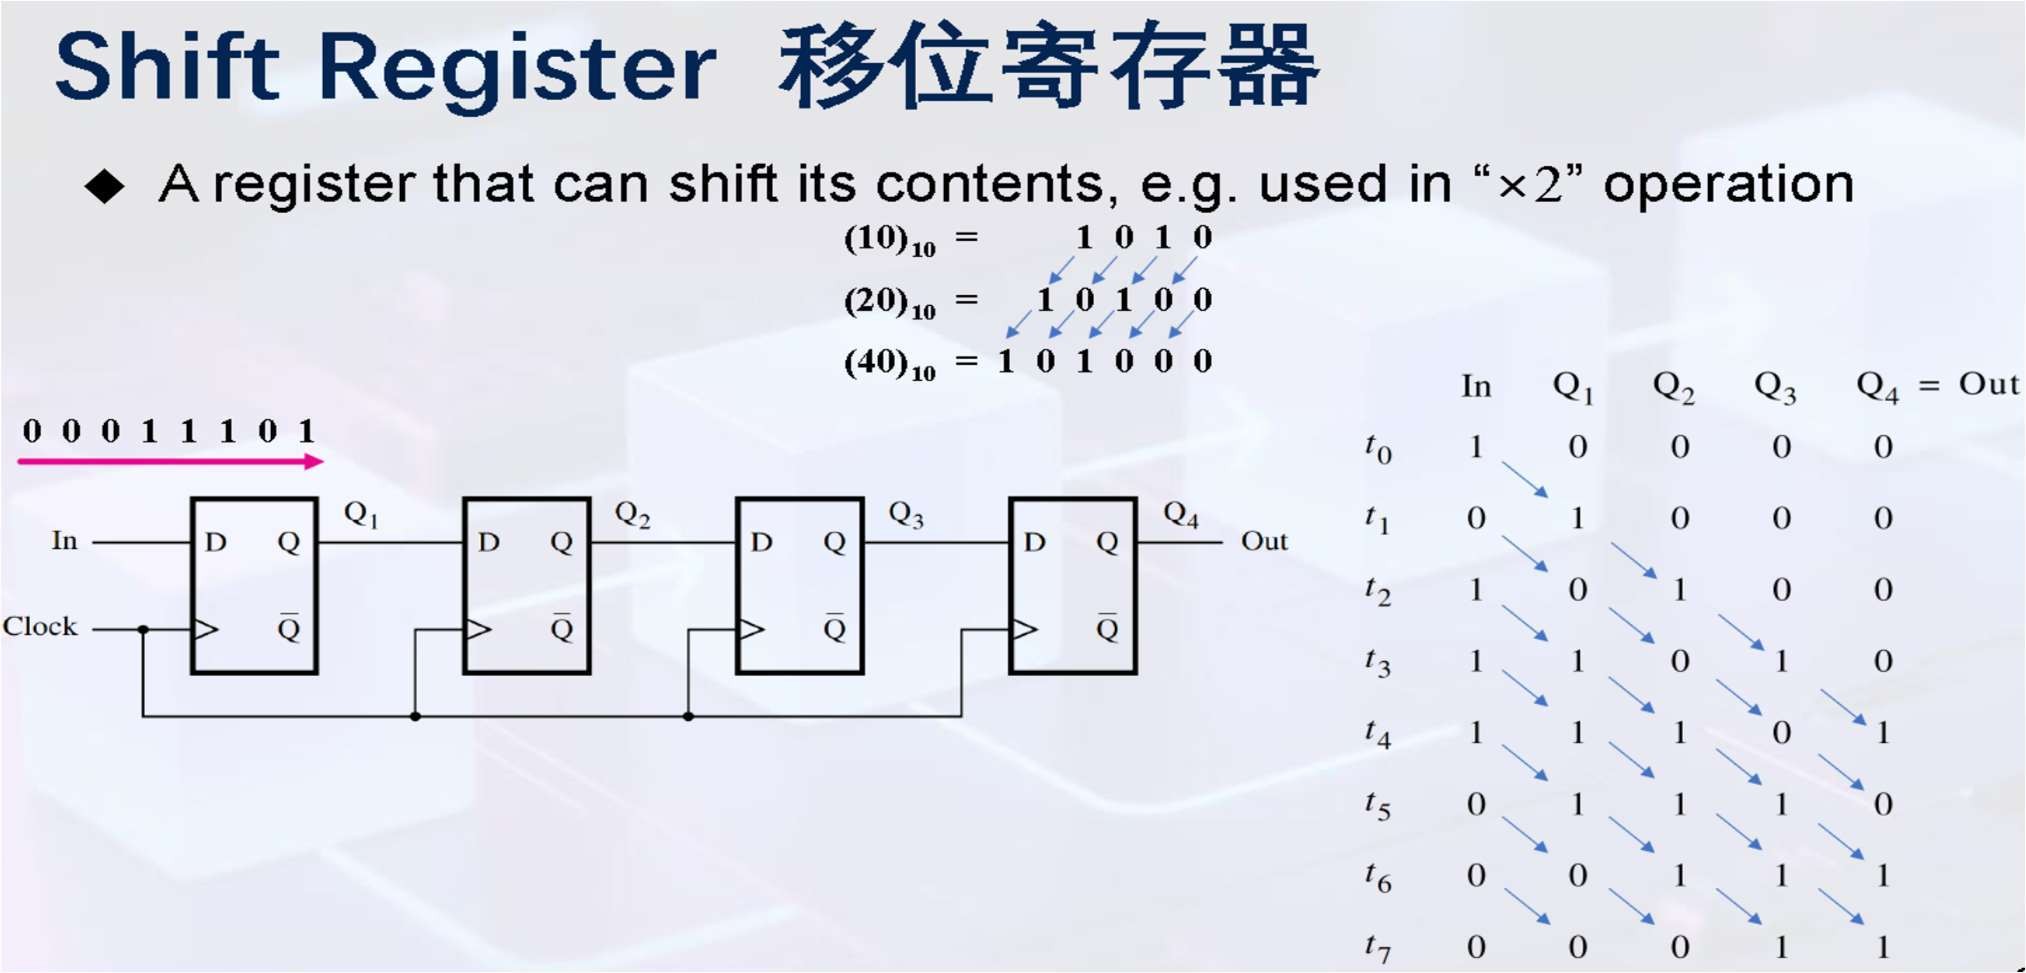 Shift Register 移位寄存器
◆ A register that can shift its contents, e.g. used in “×2” operation
(10)₁₀ = 1 0 1 0
(20)₁₀ = 1 0 1 0 0
(40)₁₀ = 1 0 1 0 0 0
0 0 0 1 1 1 0 1
In D Q Q₁ D Q Q₂ D Q Q₃ D Q Q₄ Out
Clock Q̅ Q̅ Q̅ Q̅
In Q₁ Q₂ Q₃ Q₄ = Out
t₀ 1 0 0 0 0
t₁ 0 1 0 0 0
t₂ 1 0 1 0 0
t₃ 1 1 0 1 0
t₄ 1 1 1 0 1
t₅ 0 1 1 1 0
t₆ 0 0 1 1 1
t₇ 0 0 0 1 1